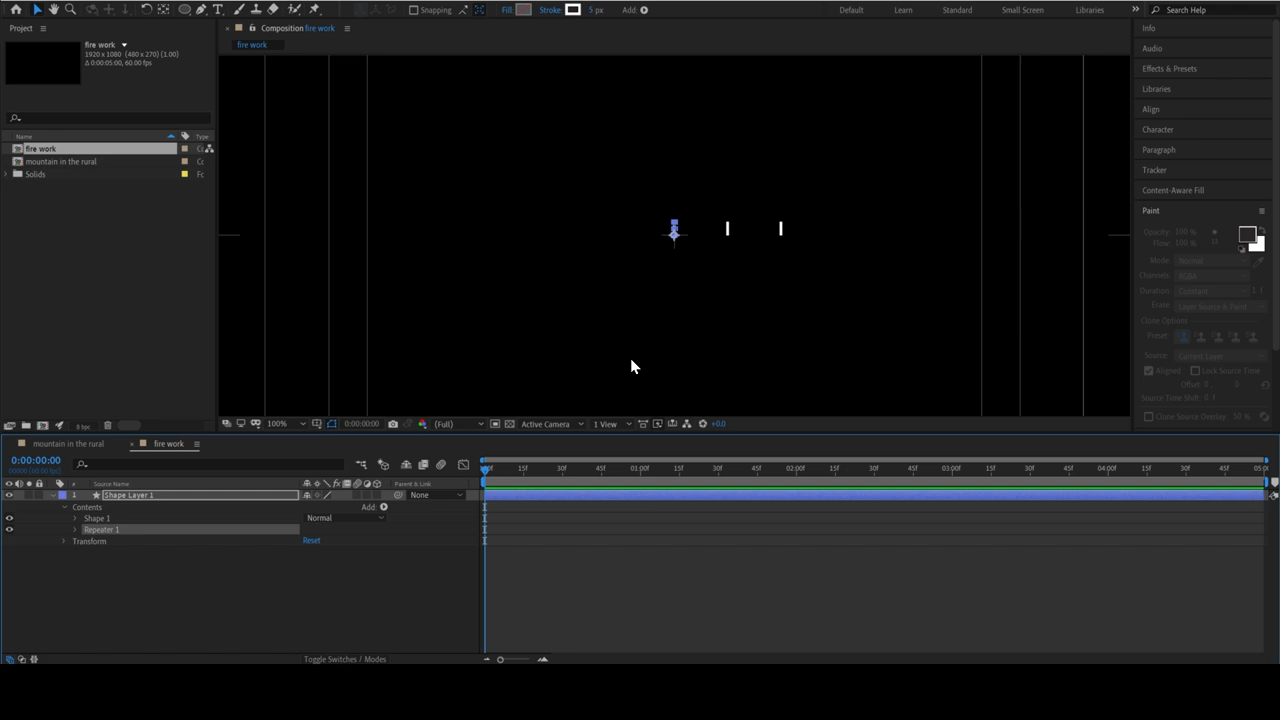 Snapping
Fill
Stroke
5 px
Add
Default
Learn
Standard
Small Screen
Libraries
Search Help
Project
Composition fire work
fire work
fire work
1920 x 1080 (480 x 270) (1.00)
Δ 0:00:05:00, 60.00 fps
Name
Type
fire work
mountain in the rural
Solids
Info
Audio
Effects & Presets
Libraries
Align
Character
Paragraph
Tracker
Content-Aware Fill
Paint
Opacity: 100 %
Flow: 100 %
Mode: Normal
Channels: RGBA
Duration: Constant
Erase: Layer Source & Paint
Clone Options
Preset:
Source: Current Layer
Aligned
Lock Source Time
Offset: 0 , 0
Source Time Shift: 0 f
Clone Source Overlay: 50 %
8 bpc
100%
0:00:00:00
(Full)
Active Camera
1 View
+0.0
mountain in the rural
fire work
0:00:00:00
00000 (60.00 fps)
# Source Name
Parent & Link
1 Shape Layer 1
None
Contents
Add:
Shape 1
Normal
Repeater 1
Transform
Reset
15f 30f 45f 01:00f 15f 30f 45f 02:00f 15f 30f 45f 03:00f 15f 30f 45f 04:00f 15f 30f 45f
Toggle Switches / Modes